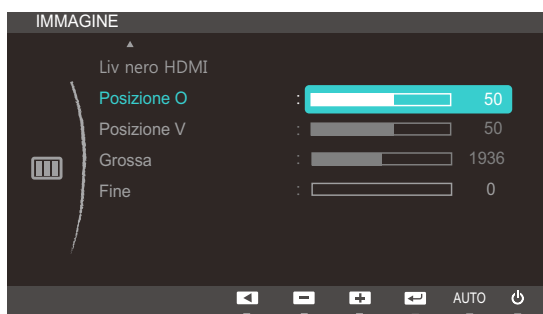 IMMAGINE
Liv nero HDMI
Posizione O : 50
Posizione V : 50
Grossa : 1936
Fine : 0
AUTO